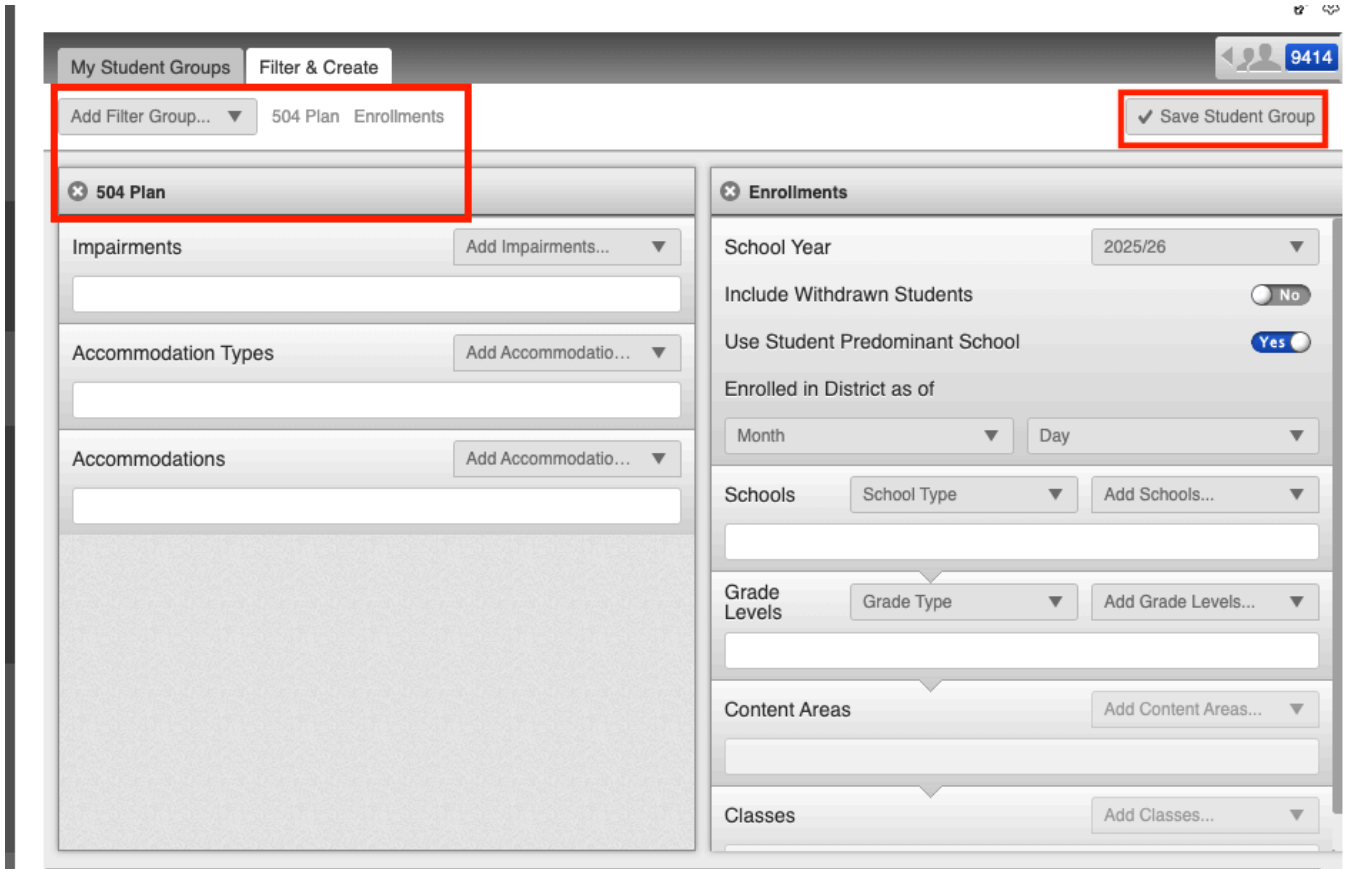 My Student Groups Filter & Create 9414
Add Filter Group... 504 Plan Enrollments Save Student Group
504 Plan
Impairments Add Impairments...
Accommodation Types Add Accommodatio...
Accommodations Add Accommodatio...
Enrollments
School Year 2025/26
Include Withdrawn Students No
Use Student Predominant School Yes
Enrolled in District as of
Month Day
Schools School Type Add Schools...
Grade Levels Grade Type Add Grade Levels...
Content Areas Add Content Areas...
Classes Add Classes...